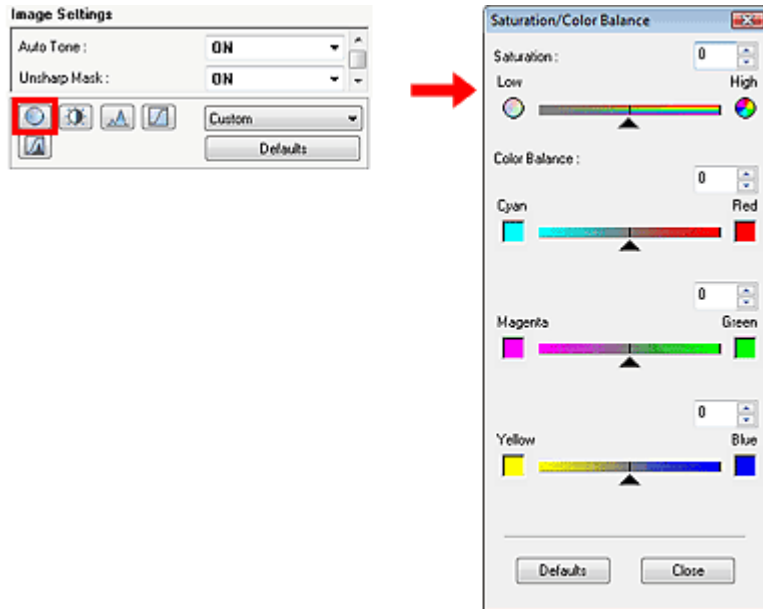 Image Settings
Auto Tone : ON
Unsharp Mask : ON
Custom
Defaults
Saturation/Color Balance
Saturation : 0
Low High
Color Balance :
0
Cyan Red
0
Magenta Green
0
Yellow Blue
Defaults Close